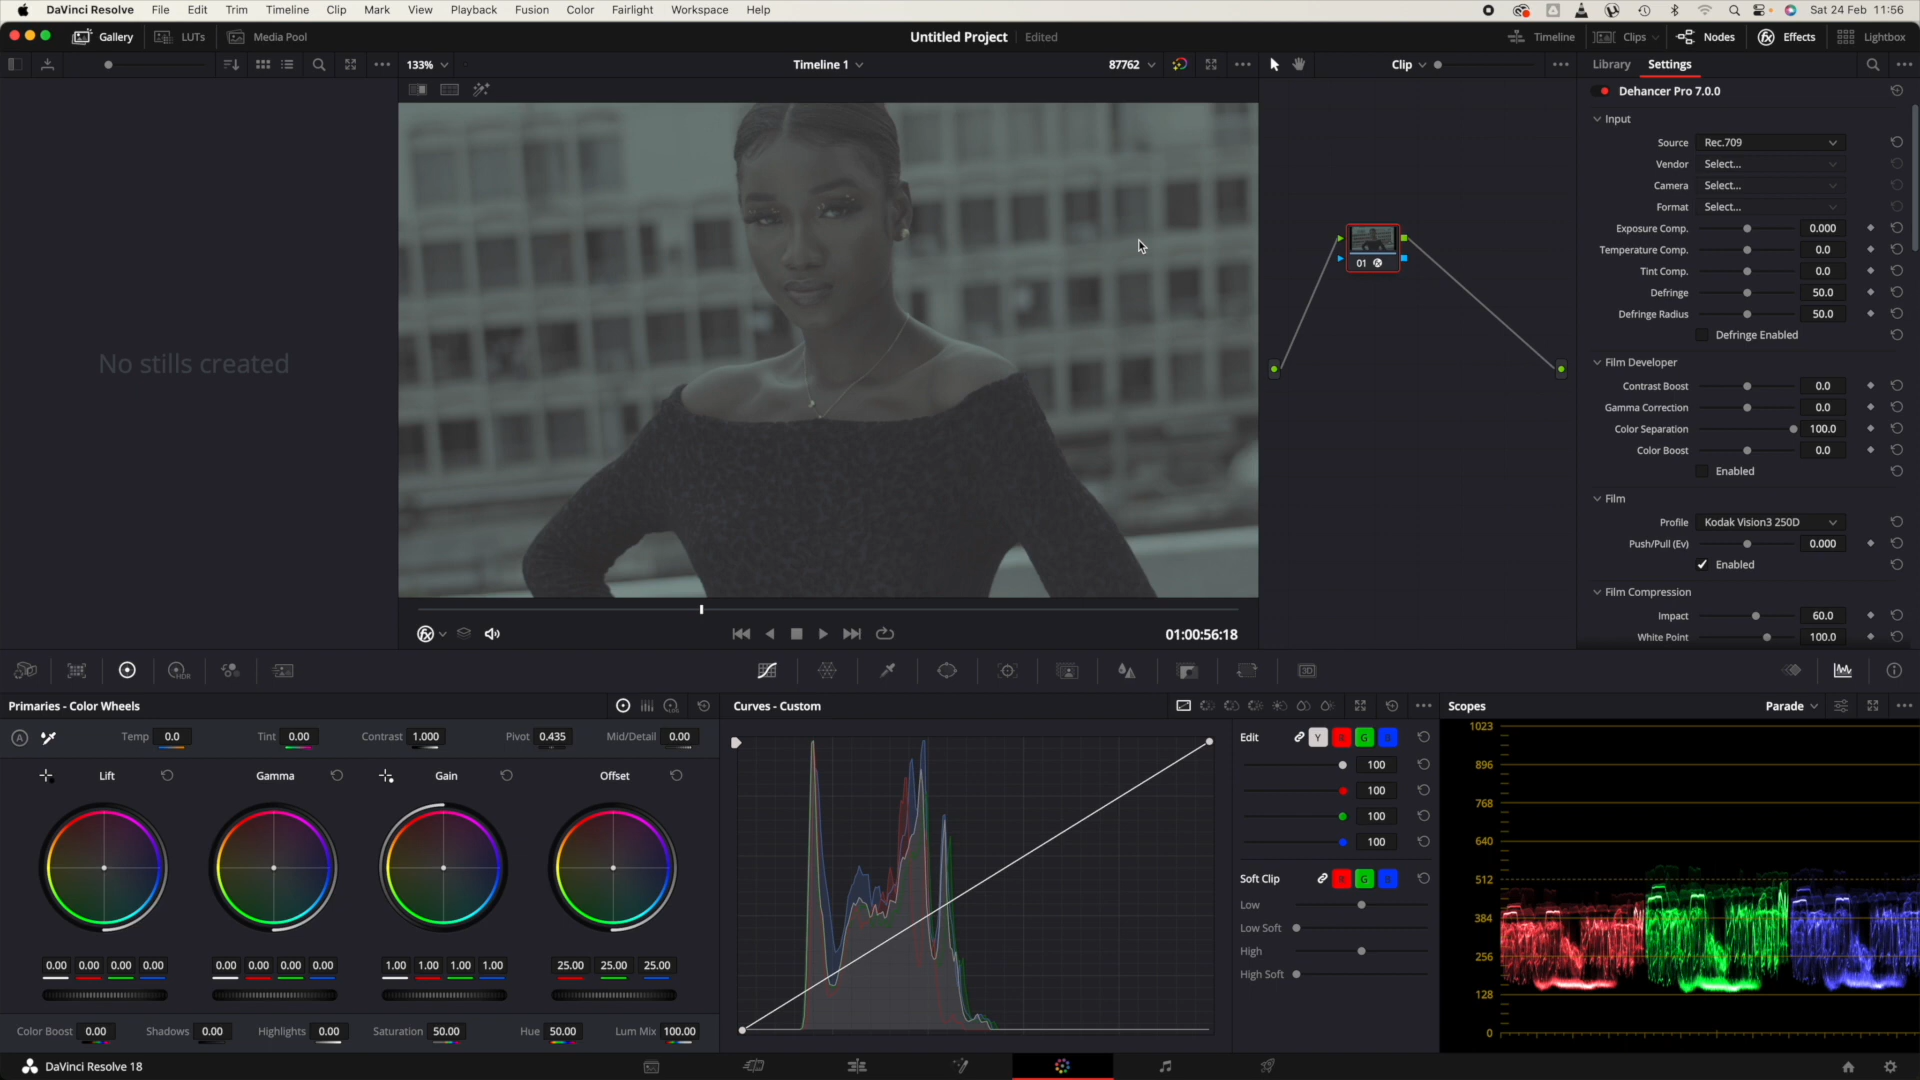 DaVinci Resolve File Edit Trim Timeline Clip Mark View Playback Fusion Color Fairlight Workspace Help Sat 24 Feb 11:56
Gallery LUTs Media Pool Untitled Project Edited Timeline Clips Nodes Effects Lightbox
133% Timeline 1 87762 Clip Library Settings
Dehancer Pro 7.0.0
Input
Source Rec.709
Vendor Select...
Camera Select...
Format Select...
Exposure Comp. 0.000
Temperature Comp. 0.0
Tint Comp. 0.0
Defringe 50.0
Defringe Radius 50.0
Defringe Enabled
01
No stills created
Film Developer
Contrast Boost 0.0
Gamma Correction 0.0
Color Separation 100.0
Color Boost 0.0
Enabled
Film
Profile Kodak Vision3 250D
Push/Pull (Ev) 0.000
Enabled
Film Compression
Impact 60.0
White Point 100.0
01:00:56:18
HDR
3D
Primaries - Color Wheels
Curves - Custom
Scopes Parade
A Temp 0.0 Tint 0.00 Contrast 1.000 Pivot 0.435 Mid/Detail 0.00
Lift Gamma Gain Offset
0.00 0.00 0.00 0.00 0.00 0.00 0.00 0.00 1.00 1.00 1.00 1.00 25.00 25.00 25.00
Color Boost 0.00 Shadows 0.00 Highlights 0.00 Saturation 50.00 Hue 50.00 Lum Mix 100.00
Edit Y R G B
100
100
100
100
Soft Clip R G B
Low
Low Soft
High
High Soft
1023
896
768
640
512
384
256
128
0
DaVinci Resolve 18